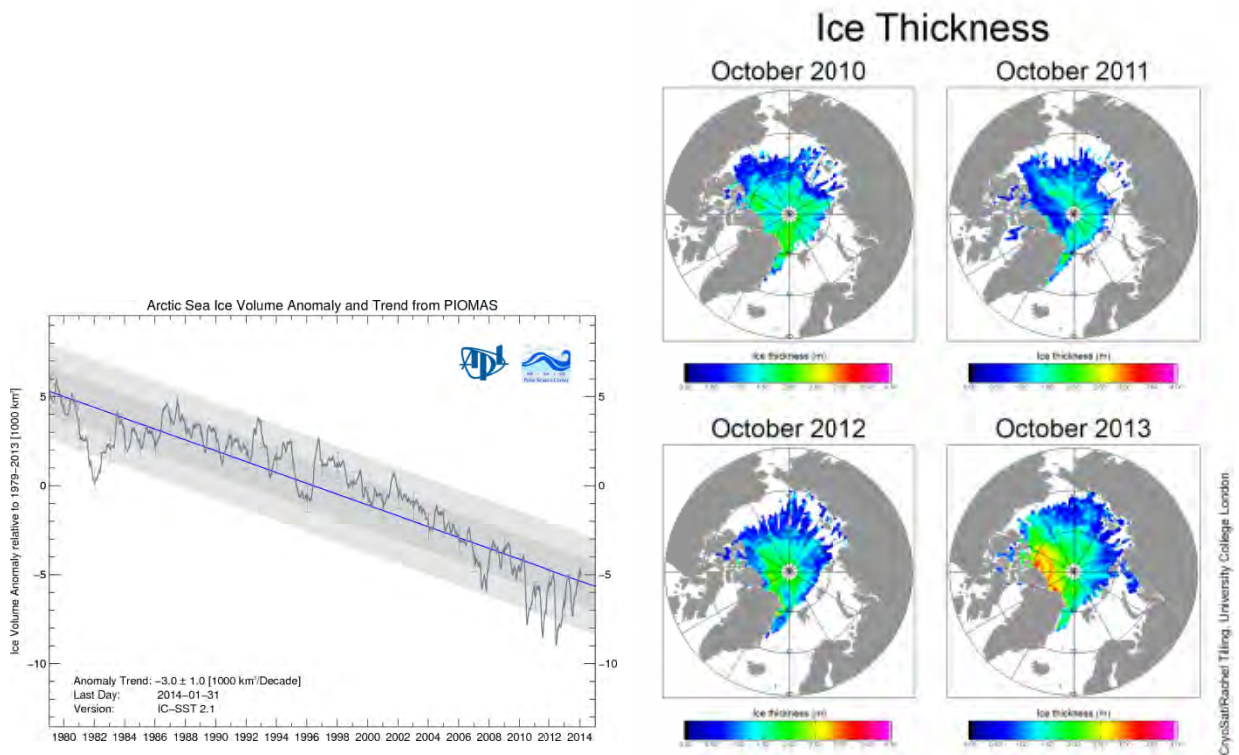 Arctic Sea Ice Volume Anomaly and Trend from PIOMAS
Ice Volume Anomaly relative to 1979-2013 [1000 km³]
5
0
-5
-10
5
0
-5
-10
Anomaly Trend: -3.0 ± 1.0 [1000 km³/Decade]
Last Day: 2014-01-31
Version: IC-SST 2.1
1980 1982 1984 1986 1988 1990 1992 1994 1996 1998 2000 2002 2004 2006 2008 2010 2012 2014
Ice Thickness
October 2010
October 2011
Ice thickness (m)
Ice thickness (m)
October 2012
October 2013
Ice thickness (m)
Ice thickness (m)
CryoSat/Rachel Tilling, University College London